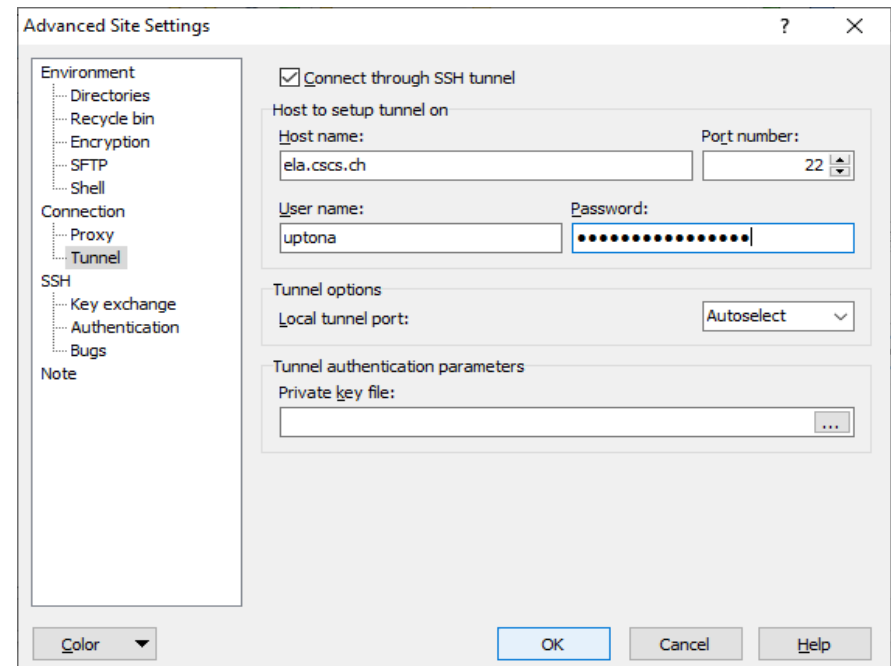 Advanced Site Settings
?
Environment
Directories
Recycle bin
Encryption
SFTP
Shell
Connection
Proxy
Tunnel
SSH
Key exchange
Authentication
Bugs
Note
Connect through SSH tunnel
Host to setup tunnel on
Host name: Port number:
ela.cscs.ch 22
User name: Password:
uptona ●●●●●●●●●●●●●●●●
Tunnel options
Local tunnel port: Autoselect
Tunnel authentication parameters
Private key file:
...
Color OK Cancel Help